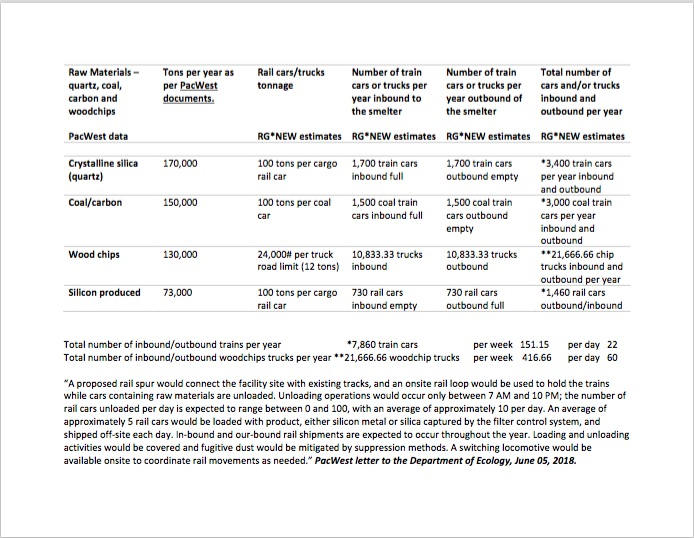 Raw Materials – quartz, coal, carbon and woodchips
Tons per year as per PacWest documents.
Rail cars/trucks tonnage
Number of train cars or trucks per year inbound to the smelter
Number of train cars or trucks per year outbound of the smelter
Total number of cars and/or trucks inbound and outbound per year
PacWest data
RG*NEW estimates
RG*NEW estimates
RG*NEW estimates
RG*NEW estimates
Crystalline silica (quartz)
170,000
100 tons per cargo rail car
1,700 train cars inbound full
1,700 train cars outbound empty
*3,400 train cars per year inbound and outbound
Coal/carbon
150,000
100 tons per coal car
1,500 coal train cars inbound full
1,500 coal train cars outbound empty
*3,000 coal train cars per year inbound and outbound
Wood chips
130,000
24,000# per truck road limit (12 tons)
10,833.33 trucks inbound
10,833.33 trucks outbound
**21,666.66 chip trucks inbound and outbound per year
Silicon produced
73,000
100 tons per cargo rail car
730 rail cars inbound empty
730 rail cars outbound full
*1,460 rail cars outbound/inbound
Total number of inbound/outbound trains per year *7,860 train cars per week 151.15 per day 22
Total number of inbound/outbound woodchips trucks per year **21,666.66 woodchip trucks per week 416.66 per day 60
"A proposed rail spur would connect the facility site with existing tracks, and an onsite rail loop would be used to hold the trains
while cars containing raw materials are unloaded. Unloading operations would occur only between 7 AM and 10 PM; the number of
rail cars unloaded per day is expected to range between 0 and 100, with an average of approximately 10 per day. An average of
approximately 5 rail cars would be loaded with product, either silicon metal or silica captured by the filter control system, and
shipped off-site each day. In-bound and our-bound rail shipments are expected to occur throughout the year. Loading and unloading
activities would be covered and fugitive dust would be mitigated by suppression methods. A switching locomotive would be
available onsite to coordinate rail movements as needed." PacWest letter to the Department of Ecology, June 05, 2018.